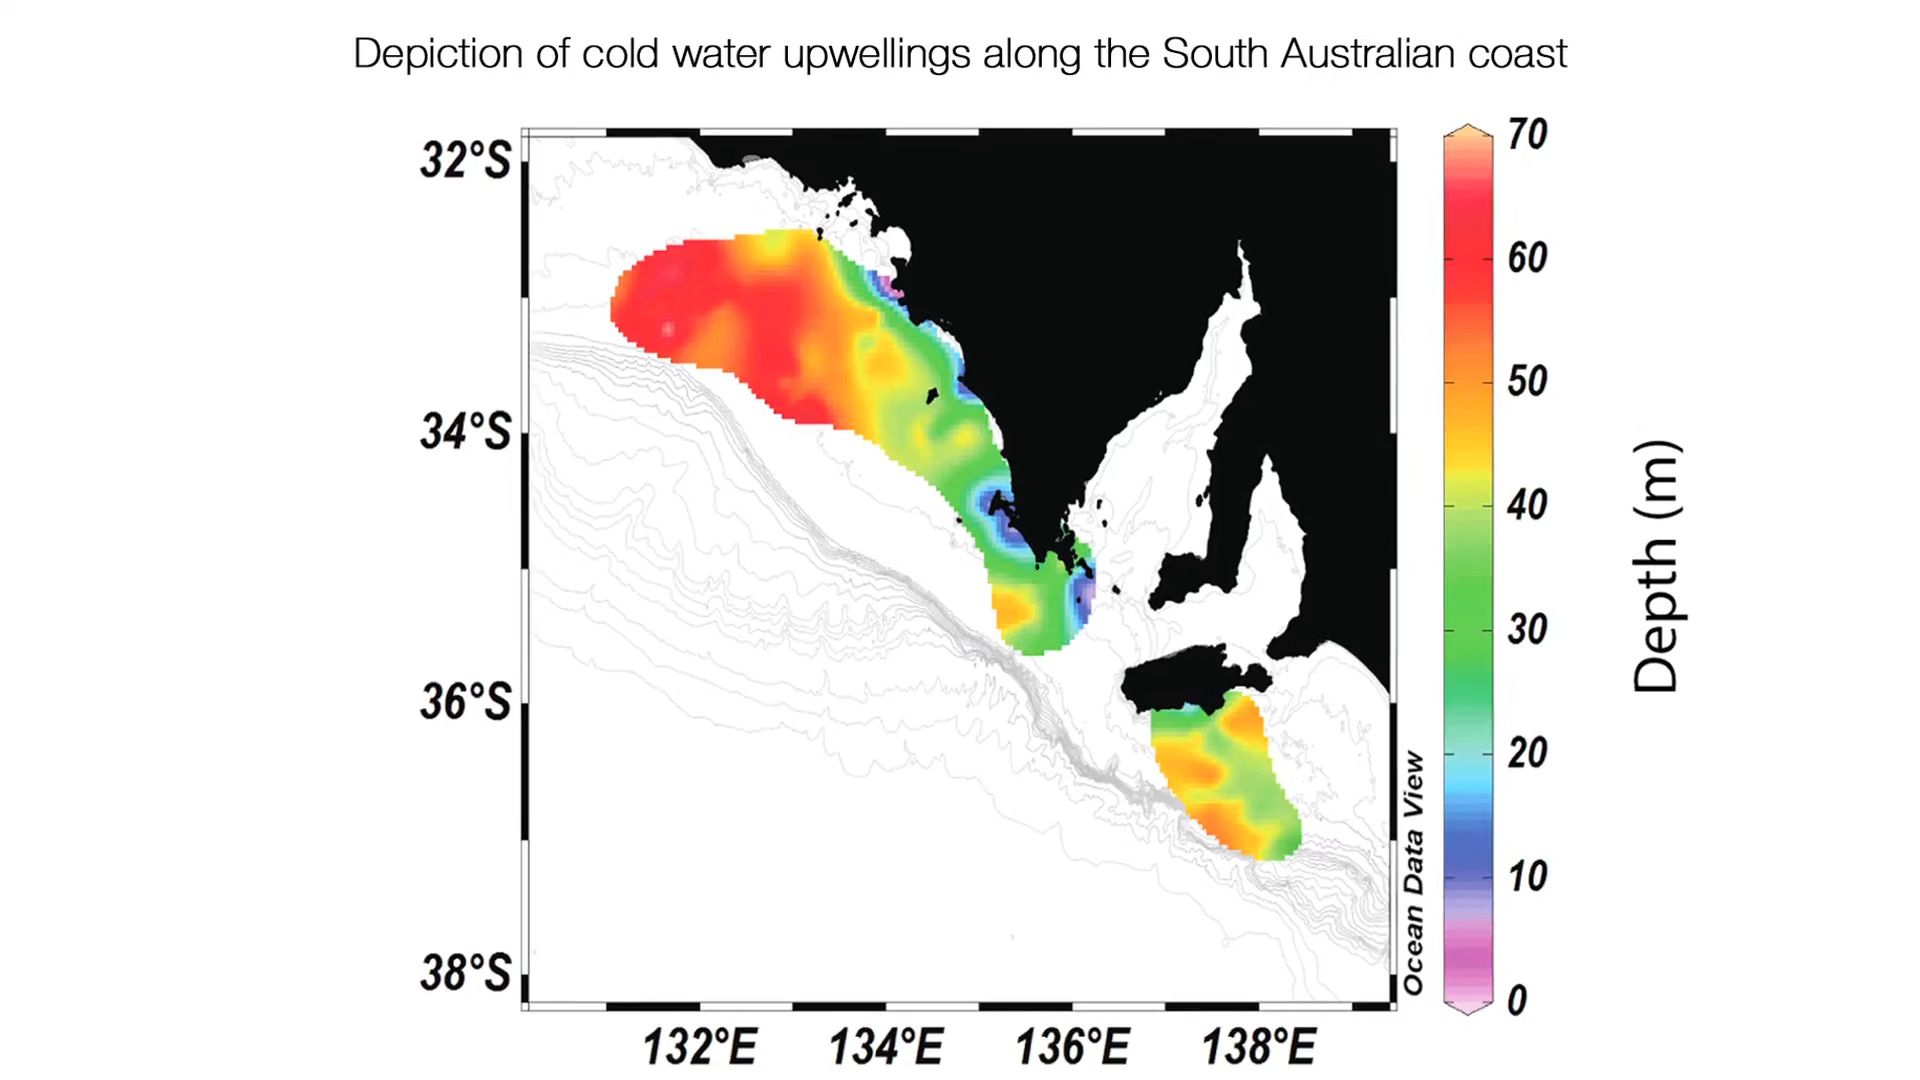 Depiction of cold water upwellings along the South Australian coast
32°S
34°S
36°S
38°S
132°E
134°E
136°E
138°E
Ocean Data View
70
60
50
40
30
20
10
0
Depth (m)